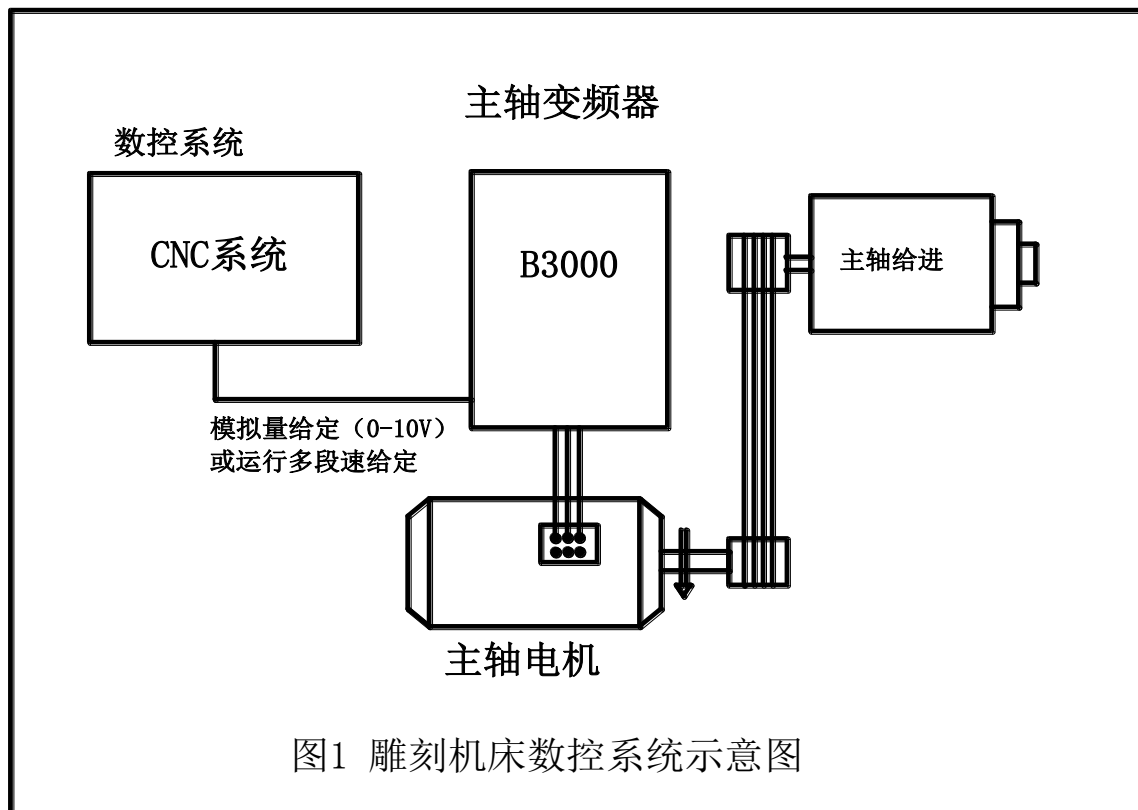 主轴变频器
数控系统
CNC系统
B3000
主轴给进
模拟量给定（0-10V）
或运行多段速给定
主轴电机
图1 雕刻机床数控系统示意图